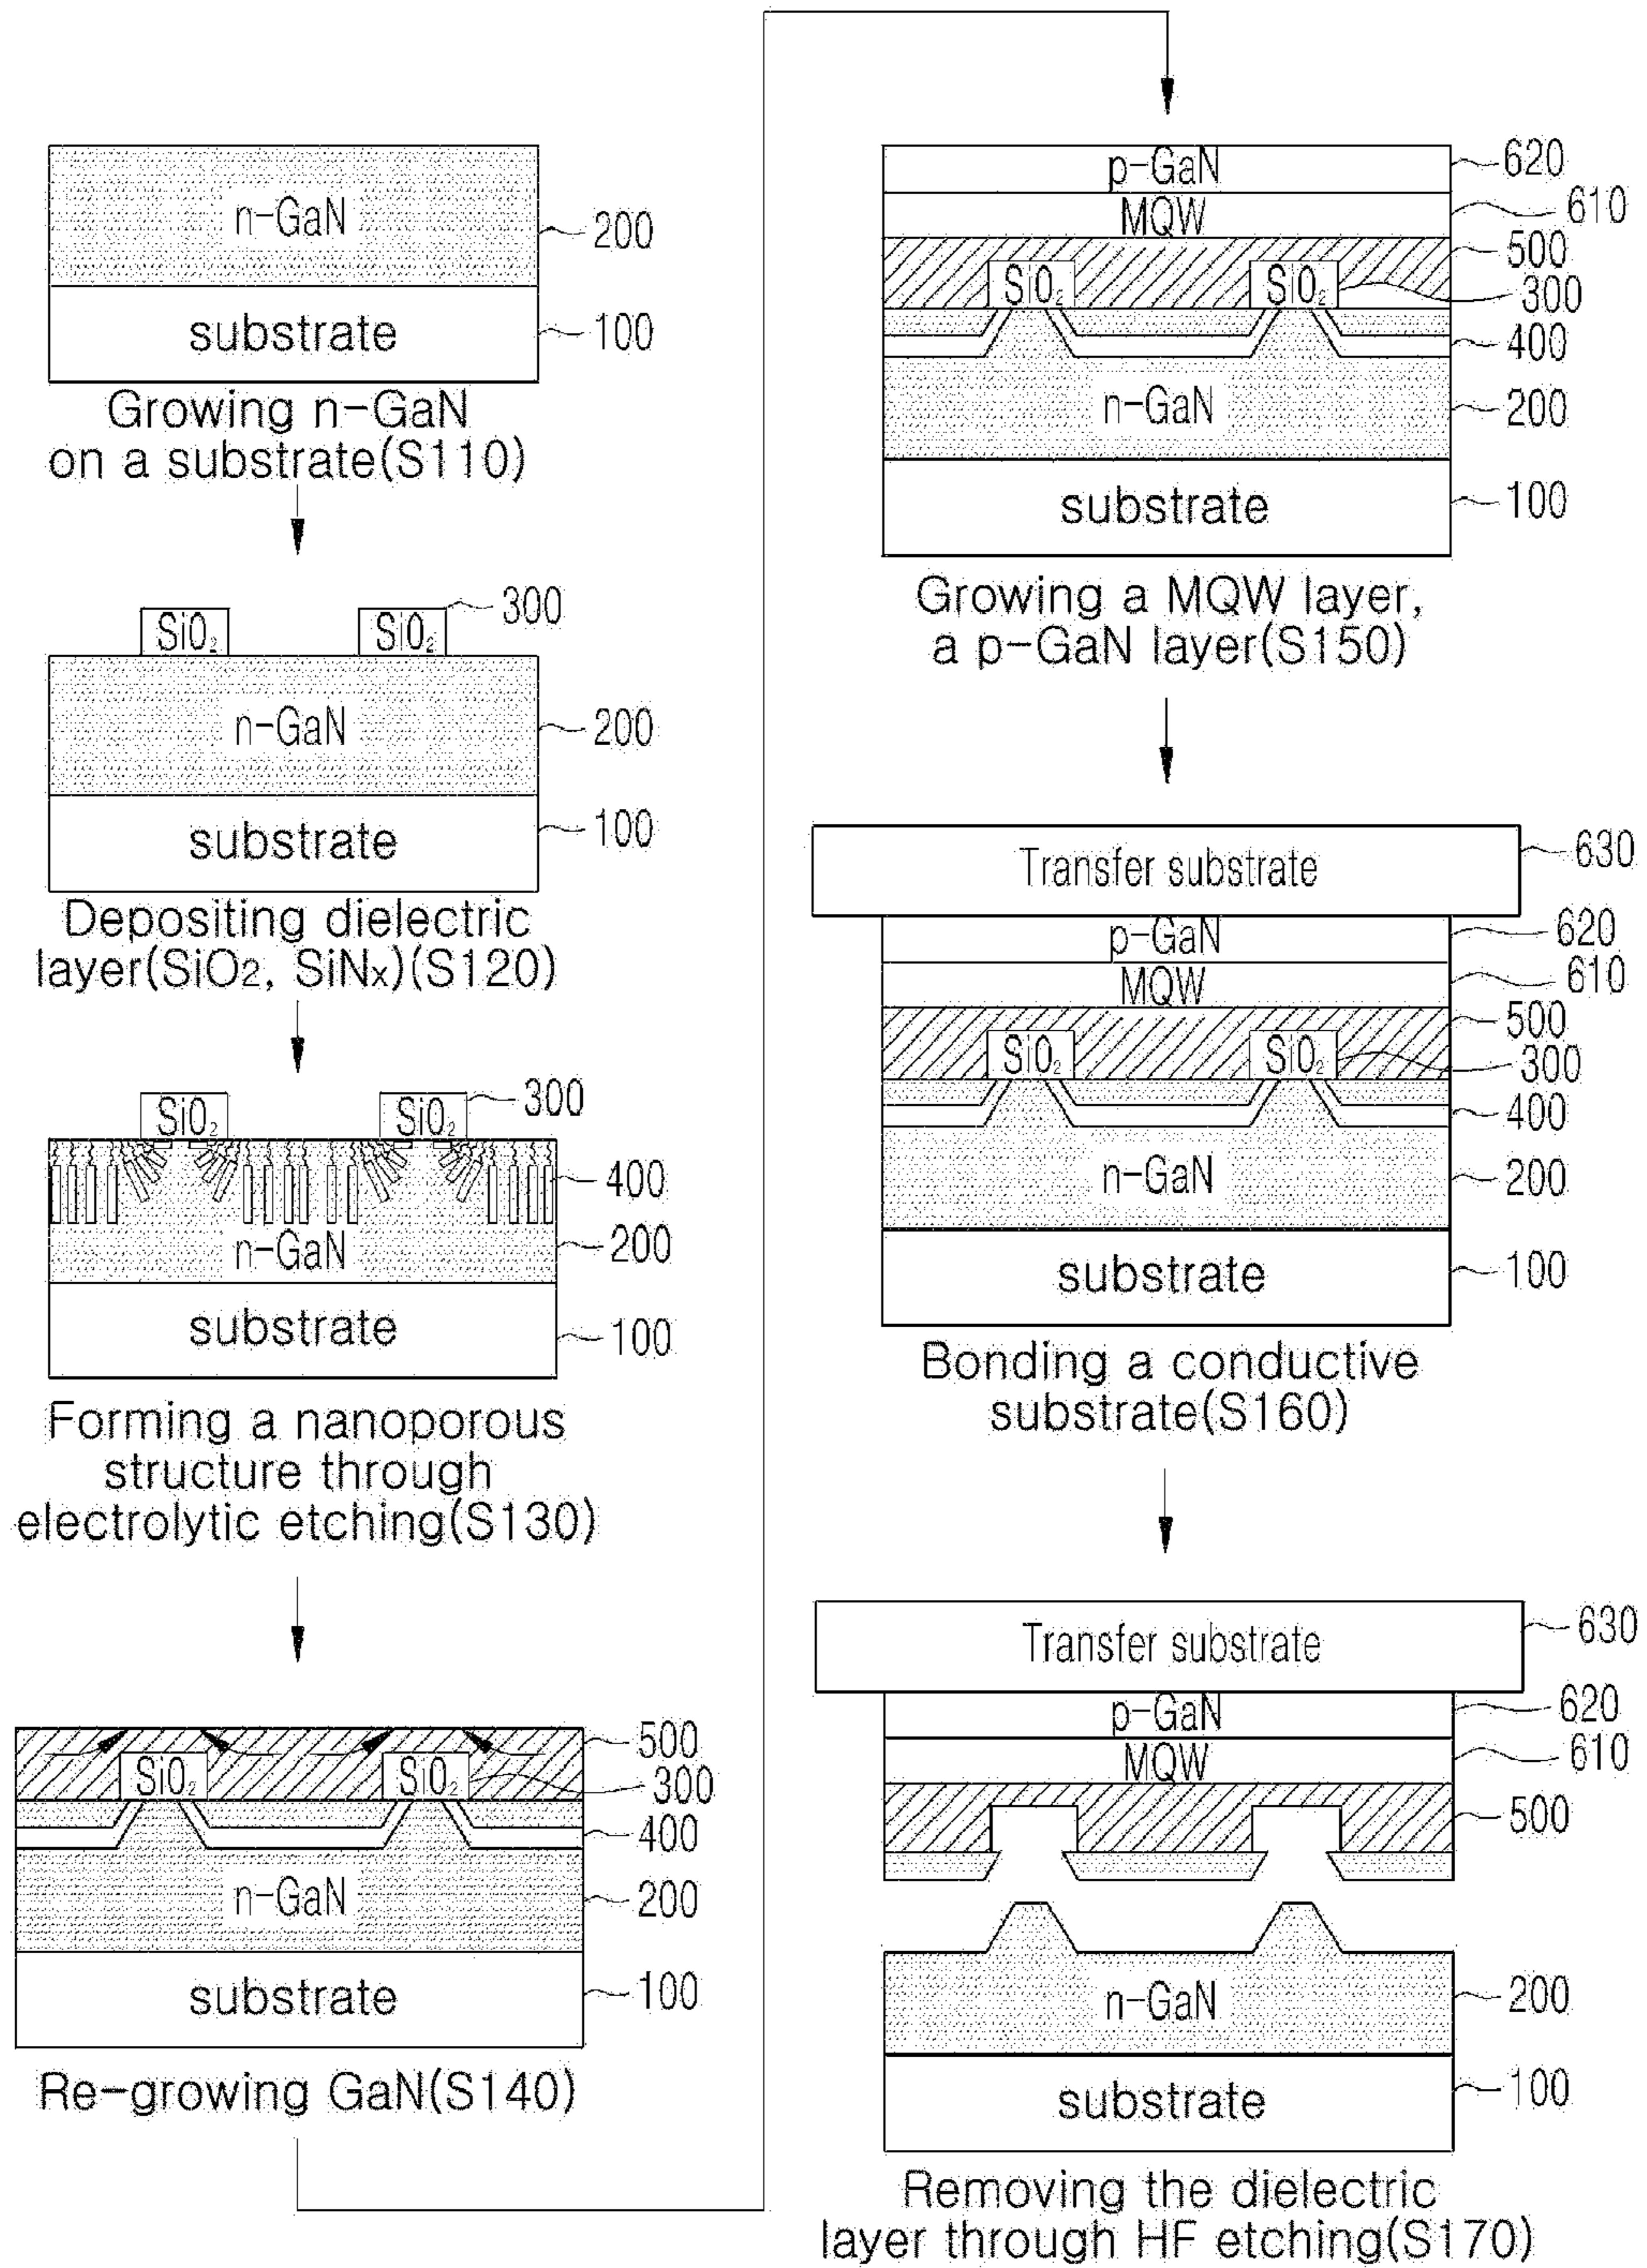 n-GaN
200
substrate
100
Growing n-GaN
on a substrate(S110)
SiO2
SiO2
300
n-GaN
200
substrate
100
Depositing dielectric
layer(SiO2, SiNx)(S120)
SiO2
SiO2
300
400
n-GaN
200
substrate
100
Forming a nanoporous
structure through
electrolytic etching(S130)
500
SiO2
SiO2
300
400
n-GaN
200
substrate
100
Re-growing GaN(S140)
p-GaN
620
MQW
610
500
SiO2
SiO2
300
400
n-GaN
200
substrate
100
Growing a MQW layer,
a p-GaN layer(S150)
Transfer substrate
630
p-GaN
620
MQW
610
500
SiO2
SiO2
300
400
n-GaN
200
substrate
100
Bonding a conductive
substrate(S160)
Transfer substrate
630
p-GaN
620
MQW
610
500
n-GaN
200
substrate
100
Removing the dielectric
layer through HF etching(S170)